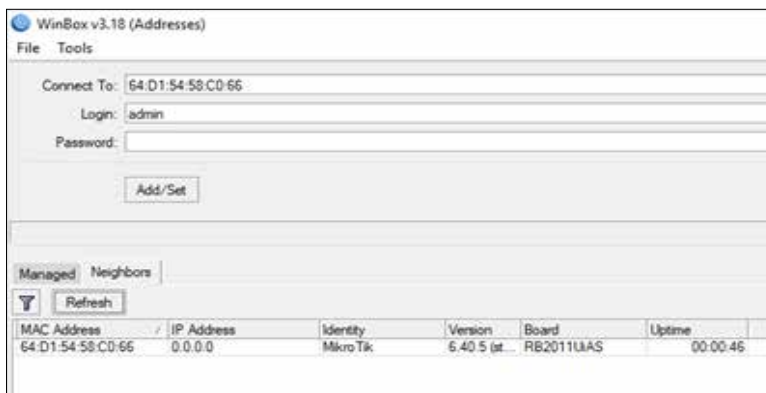 WinBox v3.18 (Addresses)
File Tools
Connect To: 64:D1:54:58:C0:66
Login: admin
Password:
Add/Set
Managed Neighbors
Refresh
MAC Address / IP Address Identity Version Board Uptime
64:D1:54:58:C0:66 0.0.0.0 MikroTik 6.40.5 (st... RB2011UiAS 00:00:46